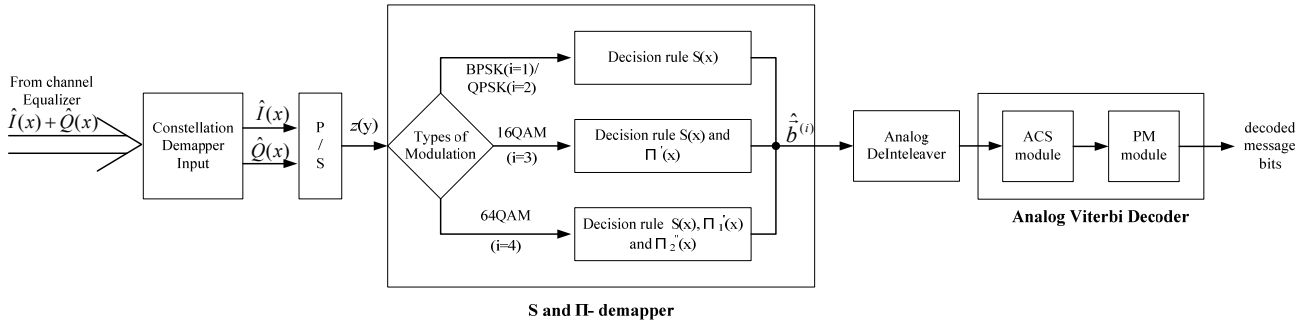 From channel
Equalizer
Î(x) + Q̂(x)
Constellation
Demapper
Input
Î(x)
Q̂(x)
P
/
S
z(y)
Types of
Modulation
BPSK(i=1)/
QPSK(i=2)
16QAM
(i=3)
64QAM
(i=4)
Decision rule S(x)
Decision rule S(x) and
Π'(x)
Decision rule S(x), Π₁'(x)
and Π₂''(x)
S and Π- demapper
b̂⃗⁽ⁱ⁾
Analog
DeInteleaver
ACS
module
PM
module
Analog Viterbi Decoder
decoded
message
bits